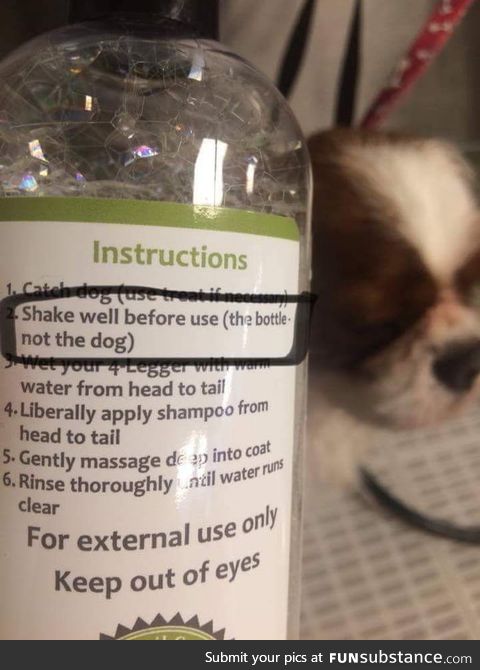 Instructions
1. Catch dog (use treat if necessary)
2. Shake well before use (the bottle-
not the dog)
3. Wet your 4-Legger with warm
water from head to tail
4. Liberally apply shampoo from
head to tail
5. Gently massage deep into coat
6. Rinse thoroughly until water runs
clear
For external use only
Keep out of eyes
Submit your pics at FUNsubstance.com